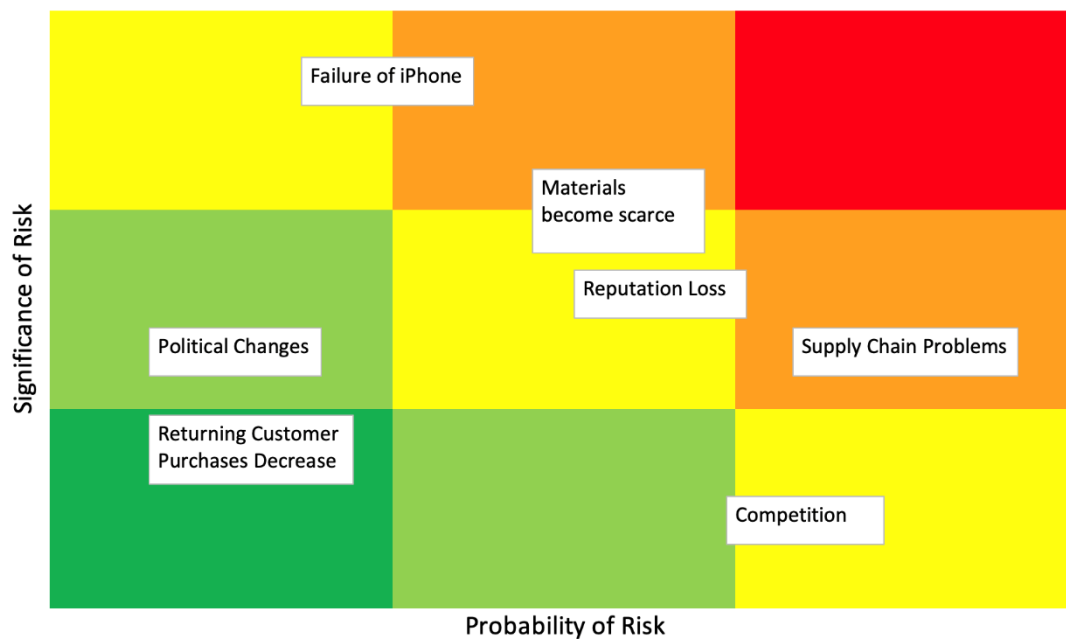 Failure of iPhone
Materials
become scarce
Reputation Loss
Political Changes
Supply Chain Problems
Returning Customer
Purchases Decrease
Competition
Significance of Risk
Probability of Risk